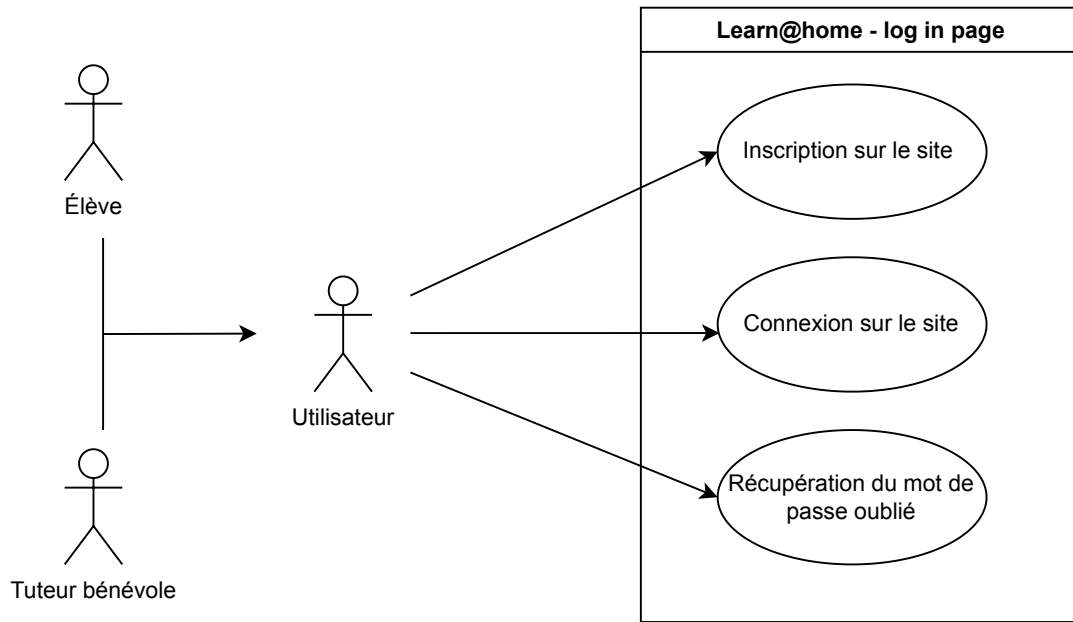 Learn@home - log in page
Élève
Utilisateur
Tuteur bénévole
Inscription sur le site
Connexion sur le site
Récupération du mot de
passe oublié